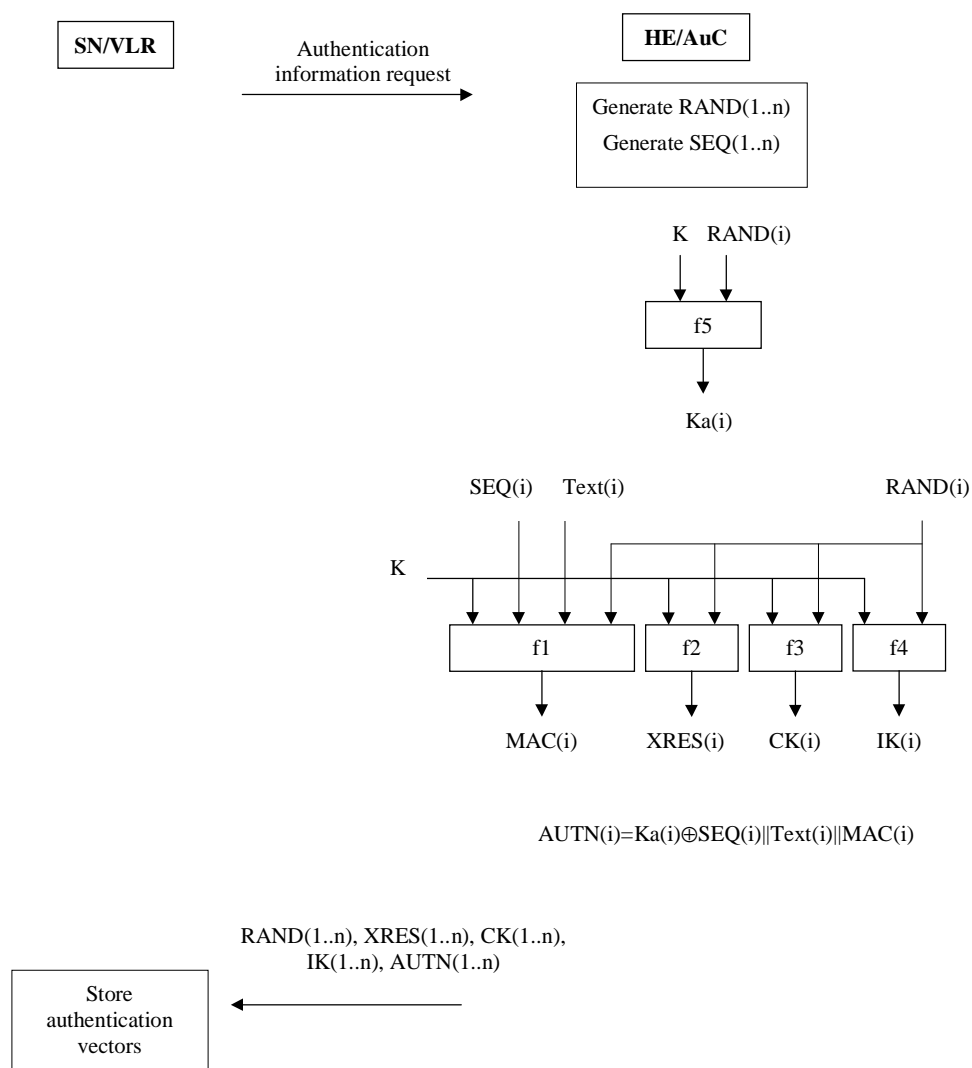 SN/VLR
HE/AuC
Authentication
information request
Generate RAND(1..n)
Generate SEQ(1..n)
K RAND(i)
f5
Ka(i)
SEQ(i) Text(i) RAND(i)
K
f1 f2 f3 f4
MAC(i) XRES(i) CK(i) IK(i)
AUTN(i)=Ka(i)⊕SEQ(i)||Text(i)||MAC(i)
RAND(1..n), XRES(1..n), CK(1..n),
IK(1..n), AUTN(1..n)
Store
authentication
vectors